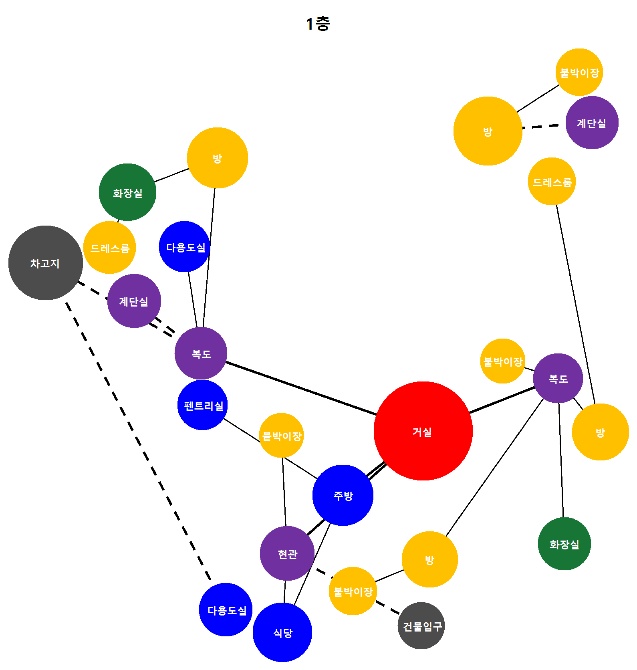 1층
붙박이장
방
계단실
방
화장실
드레스룸
드레스룸
다용도실
차고지
계단실
복도
붙박이장
복도
펜트리실
붙박이장
거실
방
주방
현관
방
화장실
붙박이장
다용도실
식당
건물입구